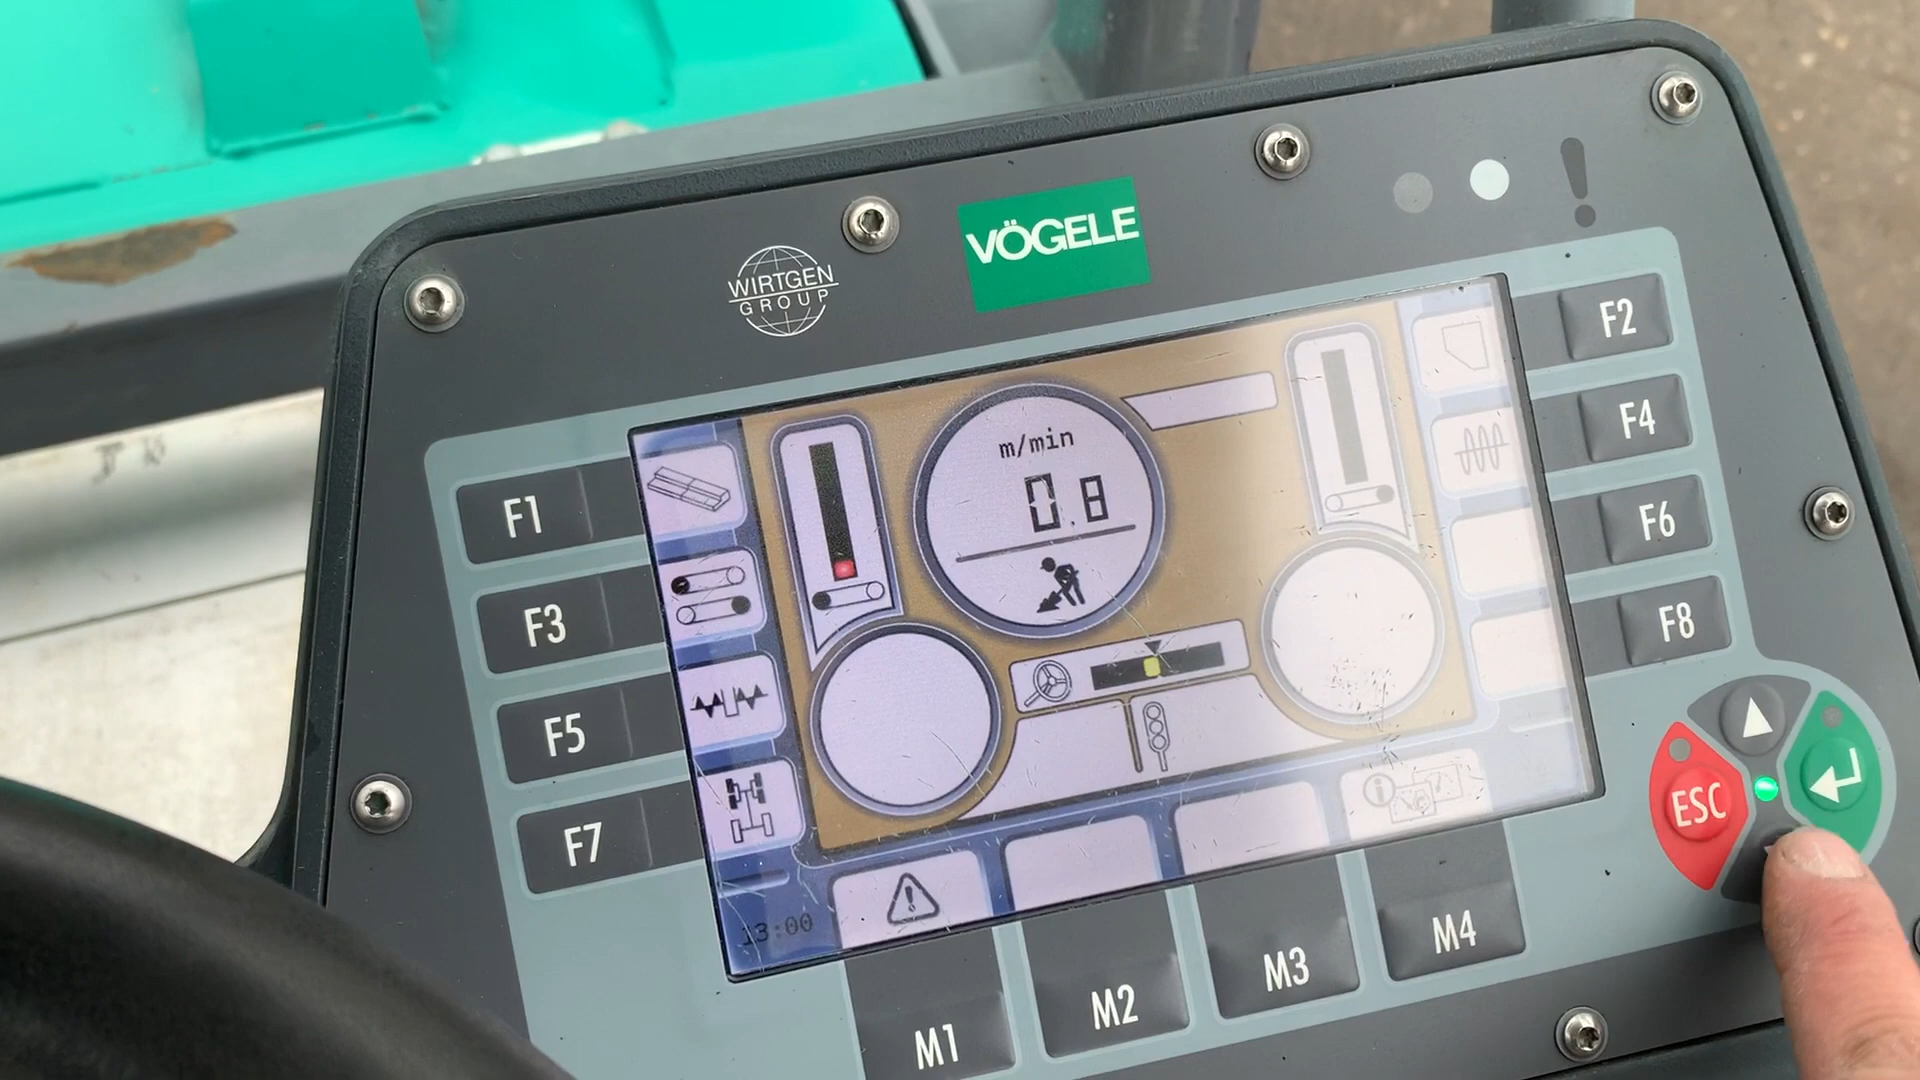 WIRTGEN
GROUP
VÖGELE
F1
F3
F5
F7
F2
F4
F6
F8
m/min
0.8
13:00
ESC
M1
M2
M3
M4